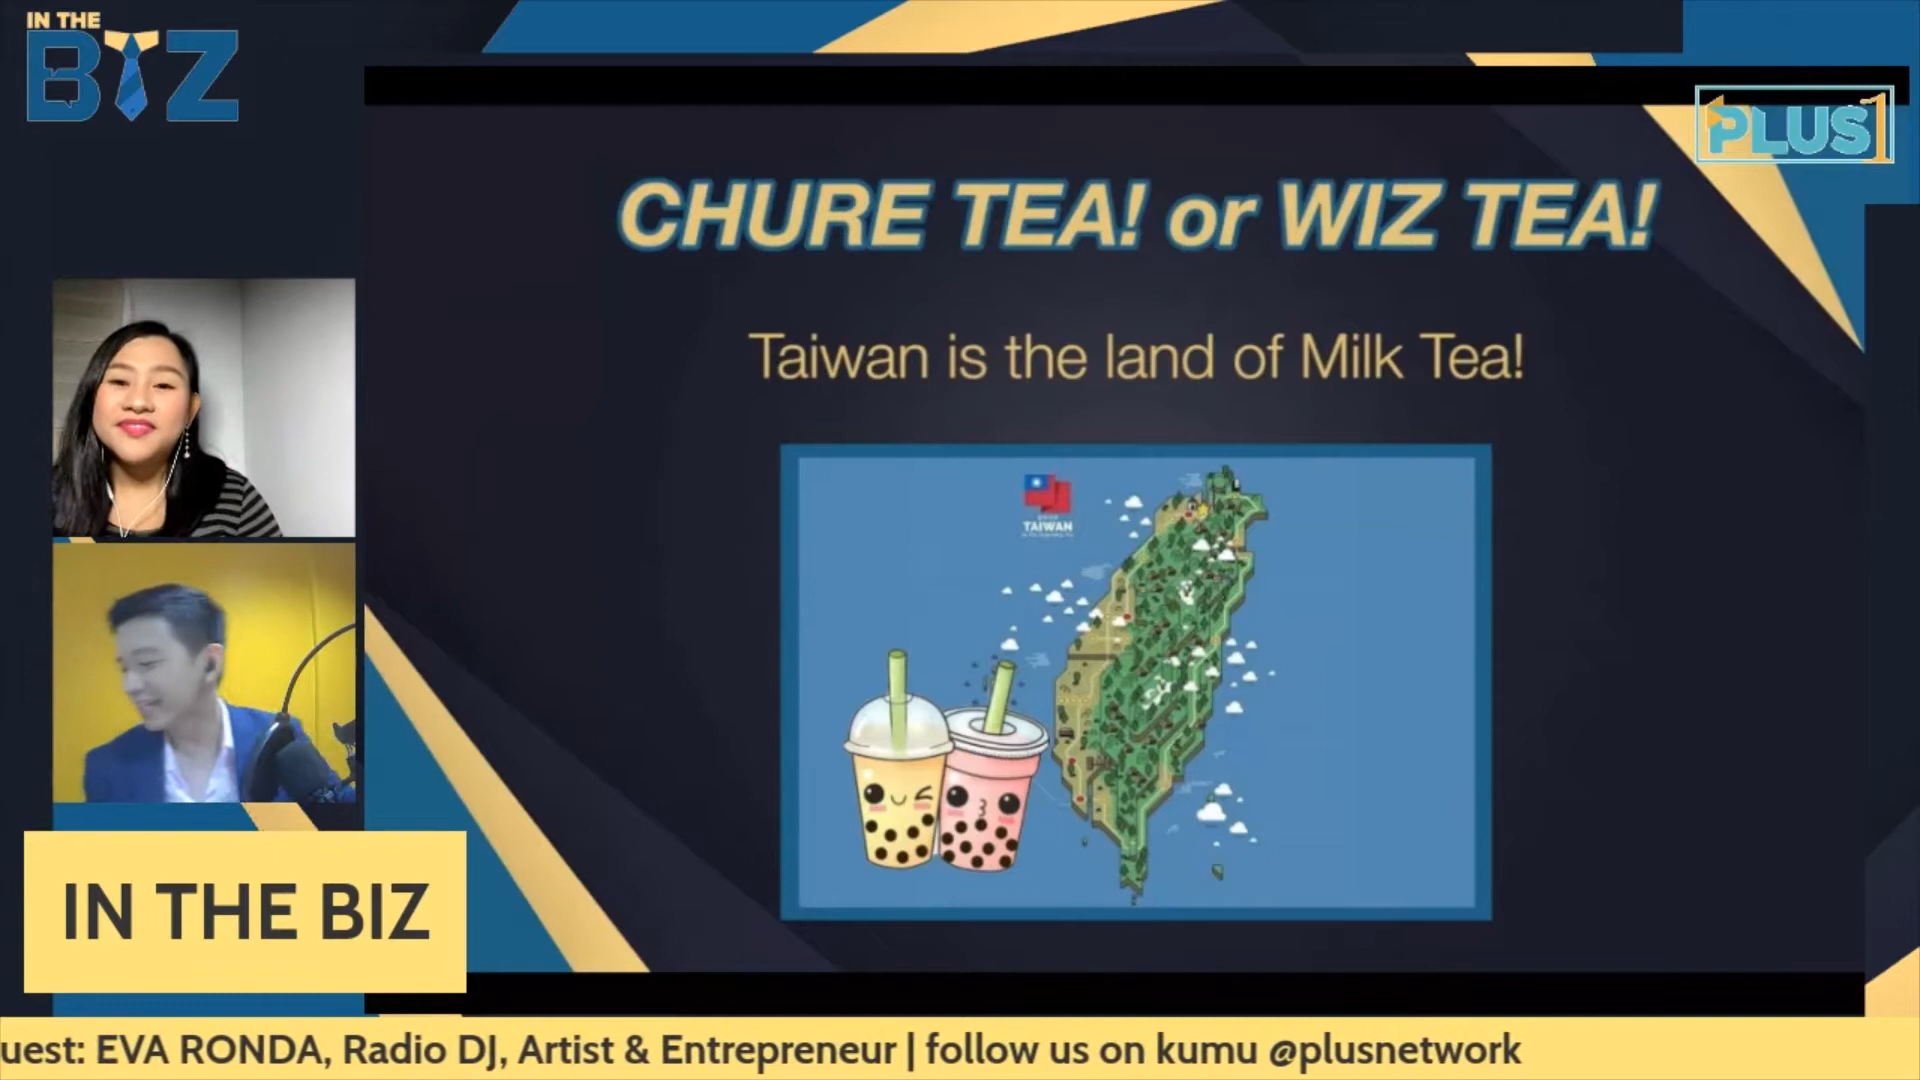 IN THE
BIZ
PLUS1
CHURE TEA! or WIZ TEA!
Taiwan is the land of Milk Tea!
TAIWAN
IN THE BIZ
uest: EVA RONDA, Radio DJ, Artist & Entrepreneur | follow us on kumu @plusnetwork